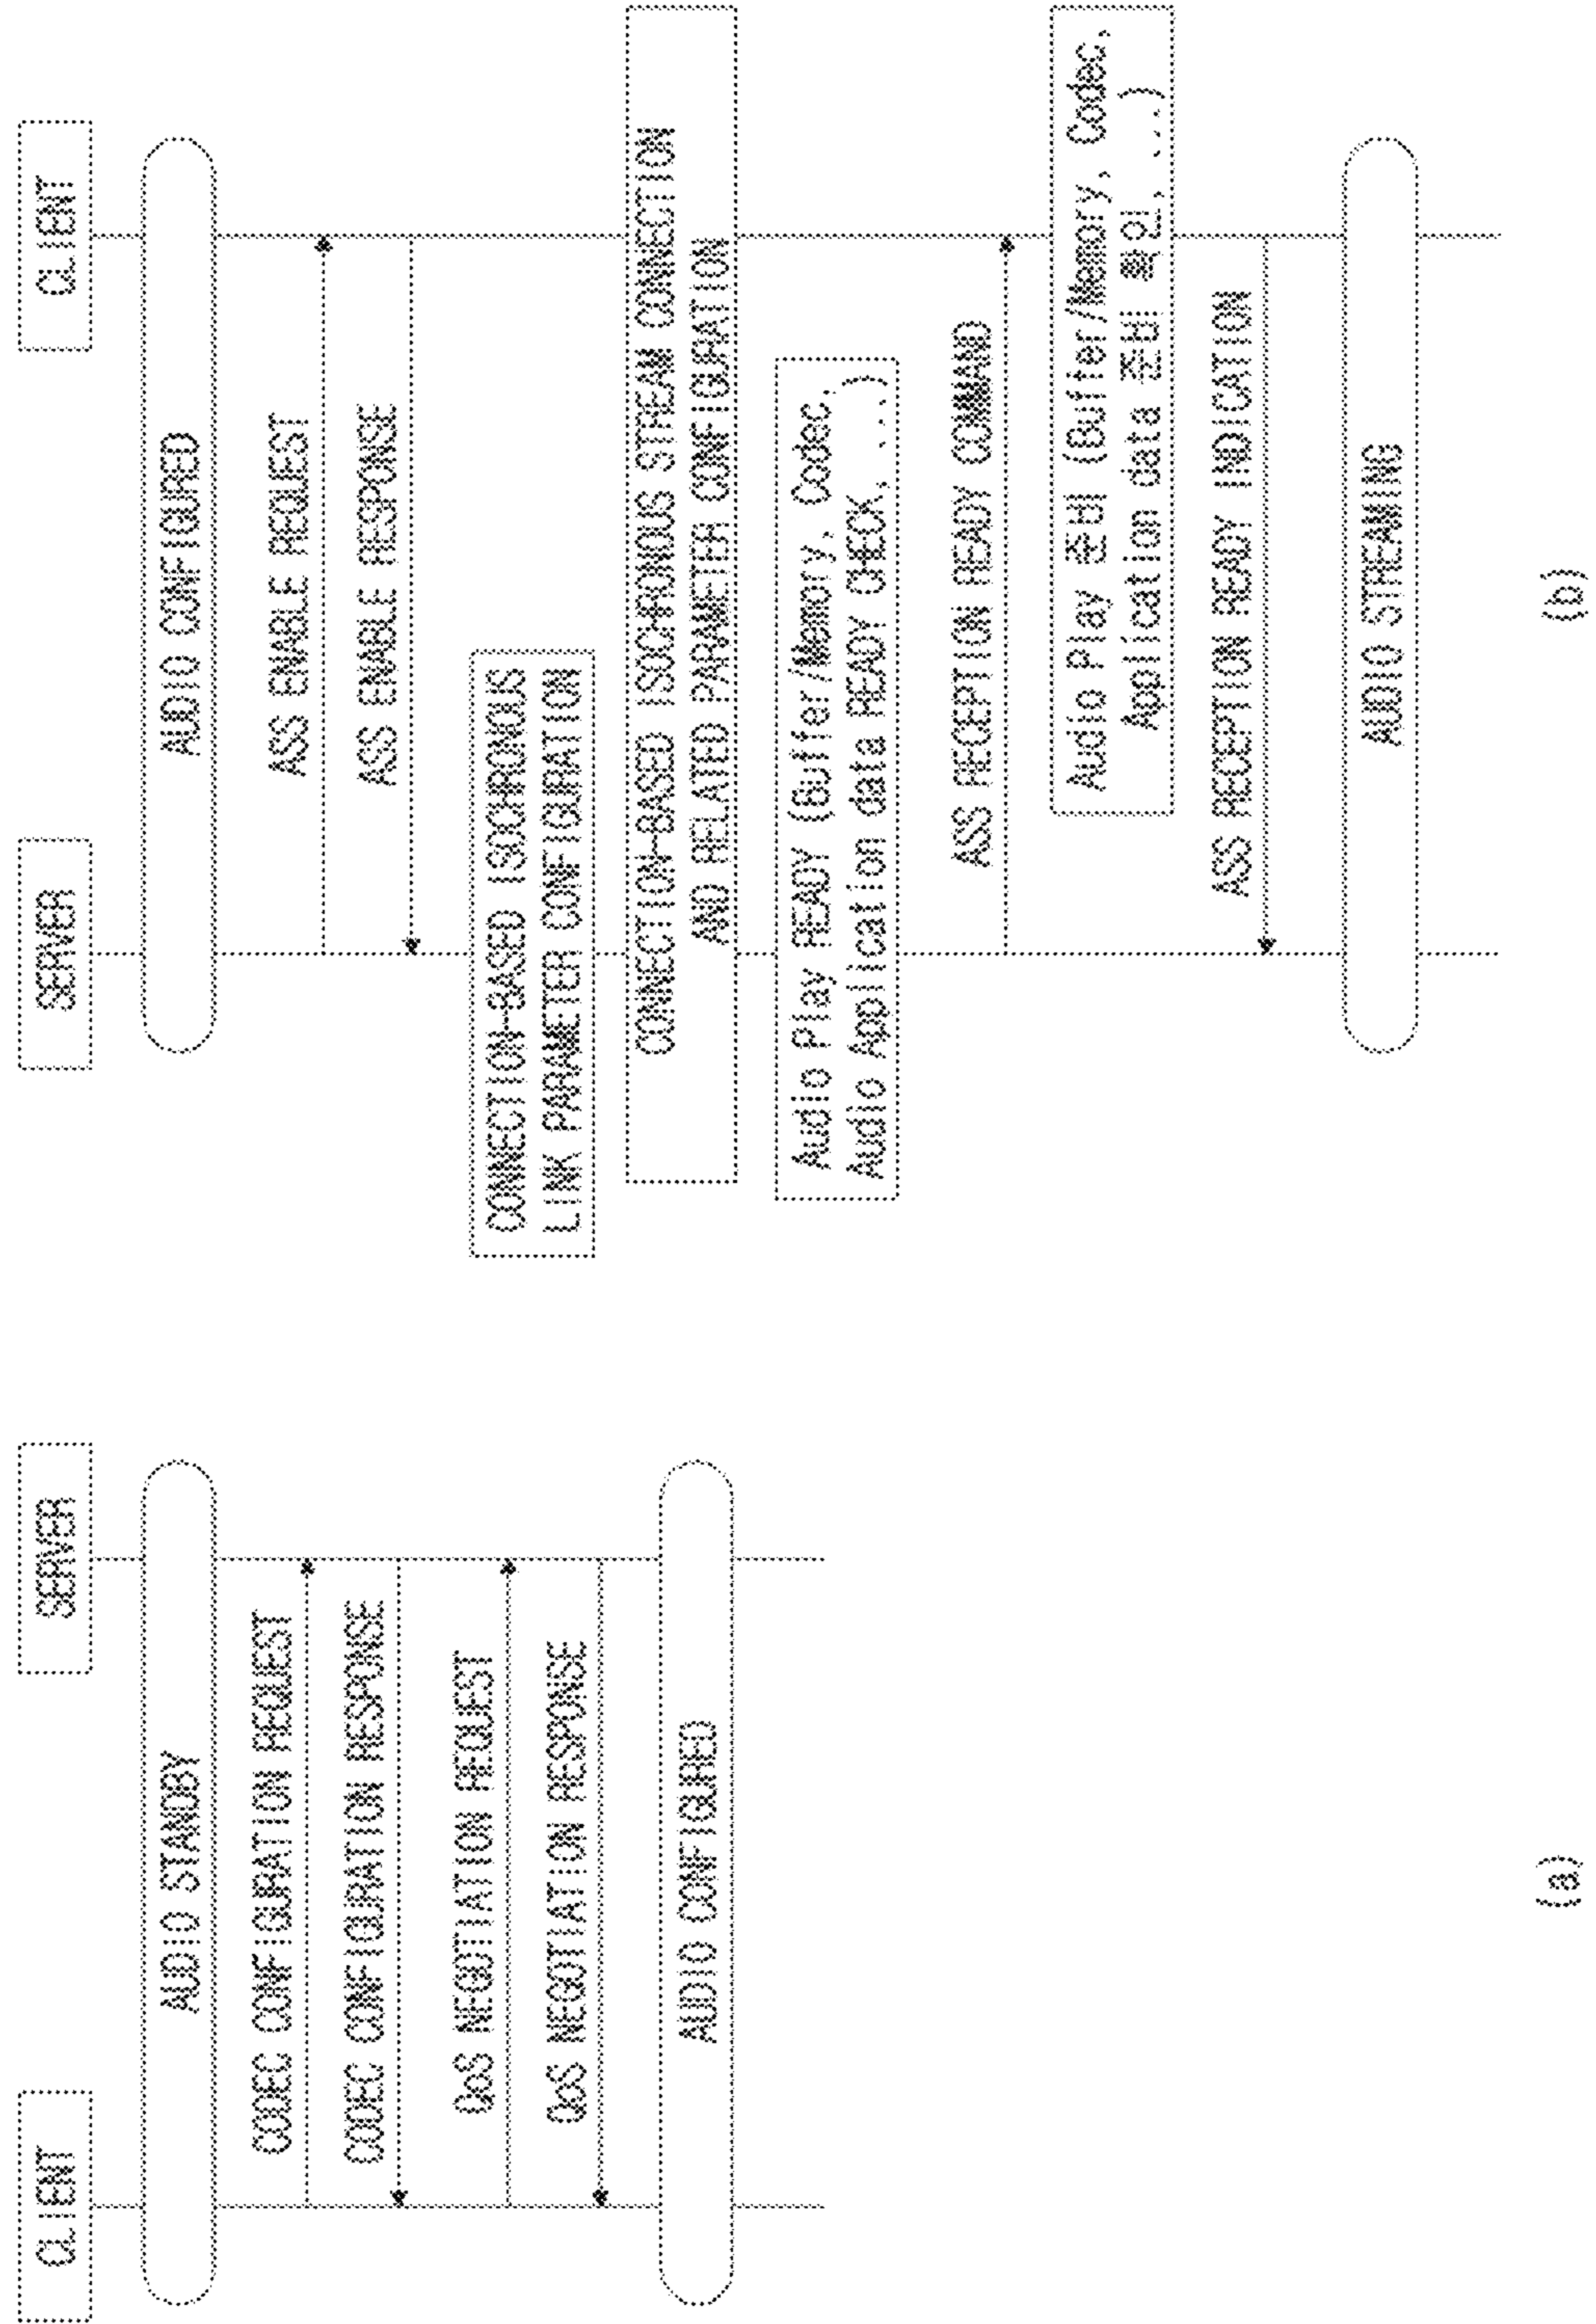 CLIENT
SERVER
AUDIO STANDBY
CODEC CONFIGURATION REQUEST
CODEC CONFIGURATION RESPONSE
QoS NEGOTIATION REQUEST
QoS NEGOTIATION RESPONSE
AUDIO CONFIGURED
(a)
SERVER
CLIENT
AUDIO CONFIGURED
ASS ENABLE REQUEST
ASS ENABLE RESPONSE
CONNECTION-BASED ISOCHRONOUS
LINK PARAMETER CONFIGURATION
CONNECTION-BASED ISOCHRONOUS STREAM CONNECTION
AND RELATED PARAMETER CONFIGURATION
Audio Play READY (Buffer/Memory, Codec,
Audio Application data READY CHECK, ...)
ASS RECEPTION READY COMMAND
Audio Play 준비 (Buffer/Memory, Codec,
Application data 준비 확인, ...)
ASS RECEPTION READY INDICATION
AUDIO STREAMING
(b)